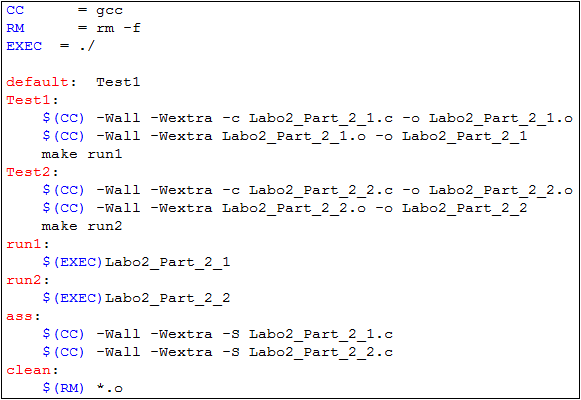 CC      = gcc
RM      = rm -f
EXEC  = ./

default:  Test1
Test1:
    $(CC) -Wall -Wextra -c Labo2_Part_2_1.c -o Labo2_Part_2_1.o
    $(CC) -Wall -Wextra Labo2_Part_2_1.o -o Labo2_Part_2_1
    make run1
Test2:
    $(CC) -Wall -Wextra -c Labo2_Part_2_2.c -o Labo2_Part_2_2.o
    $(CC) -Wall -Wextra Labo2_Part_2_2.o -o Labo2_Part_2_2
    make run2
run1:
    $(EXEC)Labo2_Part_2_1
run2:
    $(EXEC)Labo2_Part_2_2
ass:
    $(CC) -Wall -Wextra -S Labo2_Part_2_1.c
    $(CC) -Wall -Wextra -S Labo2_Part_2_2.c
clean:
    $(RM) *.o